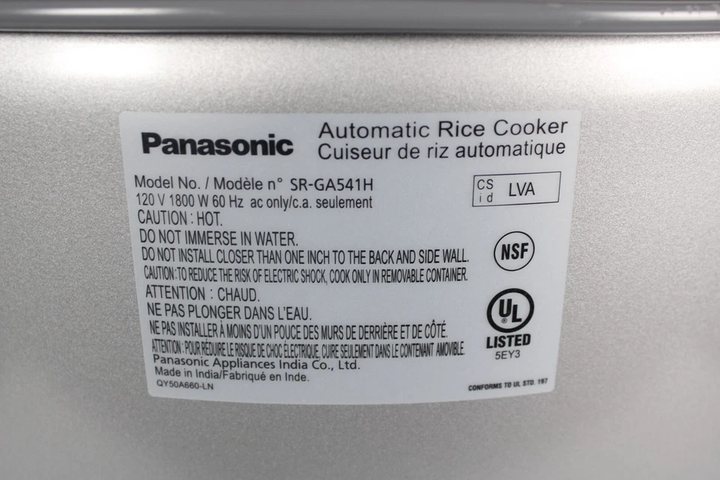 Panasonic
Automatic Rice Cooker
Cuiseur de riz automatique
Model No. / Modèle n° SR-GA541H
120 V 1800 W 60 Hz ac only/c.a. seulement
CS
id
LVA
CAUTION : HOT.
DO NOT IMMERSE IN WATER.
DO NOT INSTALL CLOSER THAN ONE INCH TO THE BACK AND SIDE WALL.
CAUTION: TO REDUCE THE RISK OF ELECTRIC SHOCK, COOK ONLY IN REMOVABLE CONTAINER.
NSF
ATTENTION : CHAUD.
NE PAS PLONGER DANS L'EAU.
NE PAS INSTALLER À MOINS D'UN POUCE DES MURS DE DERRIÈRE ET DE CÔTÉ.
ATTENTION : POUR RÉDUIRE LE RISQUE DE CHOC ÉLECTRIQUE, CUIRE SEULEMENT DANS LE CONTENANT AMOVIBLE.
UL
®
LISTED
5EY3
Panasonic Appliances India Co., Ltd.
Made in India/Fabriqué en Inde.
QY50A660-LN
CONFORMS TO UL STD. 197